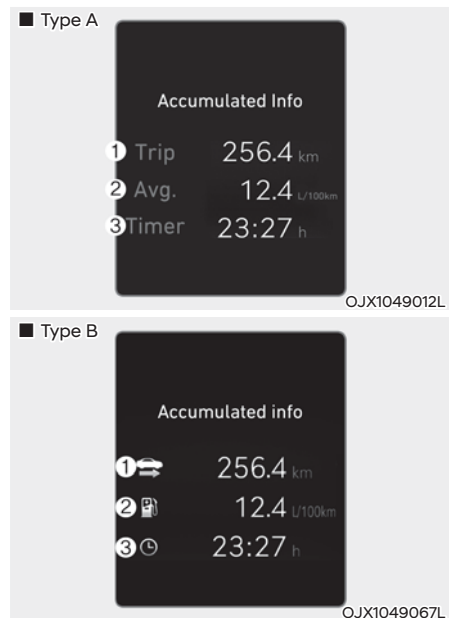 ■ Type A
Accumulated Info
① Trip 256.4 km
② Avg. 12.4 L/100km
③ Timer 23:27 h
OJX1049012L
■ Type B
Accumulated info
① 256.4 km
② 12.4 L/100km
③ 23:27 h
OJX1049067L